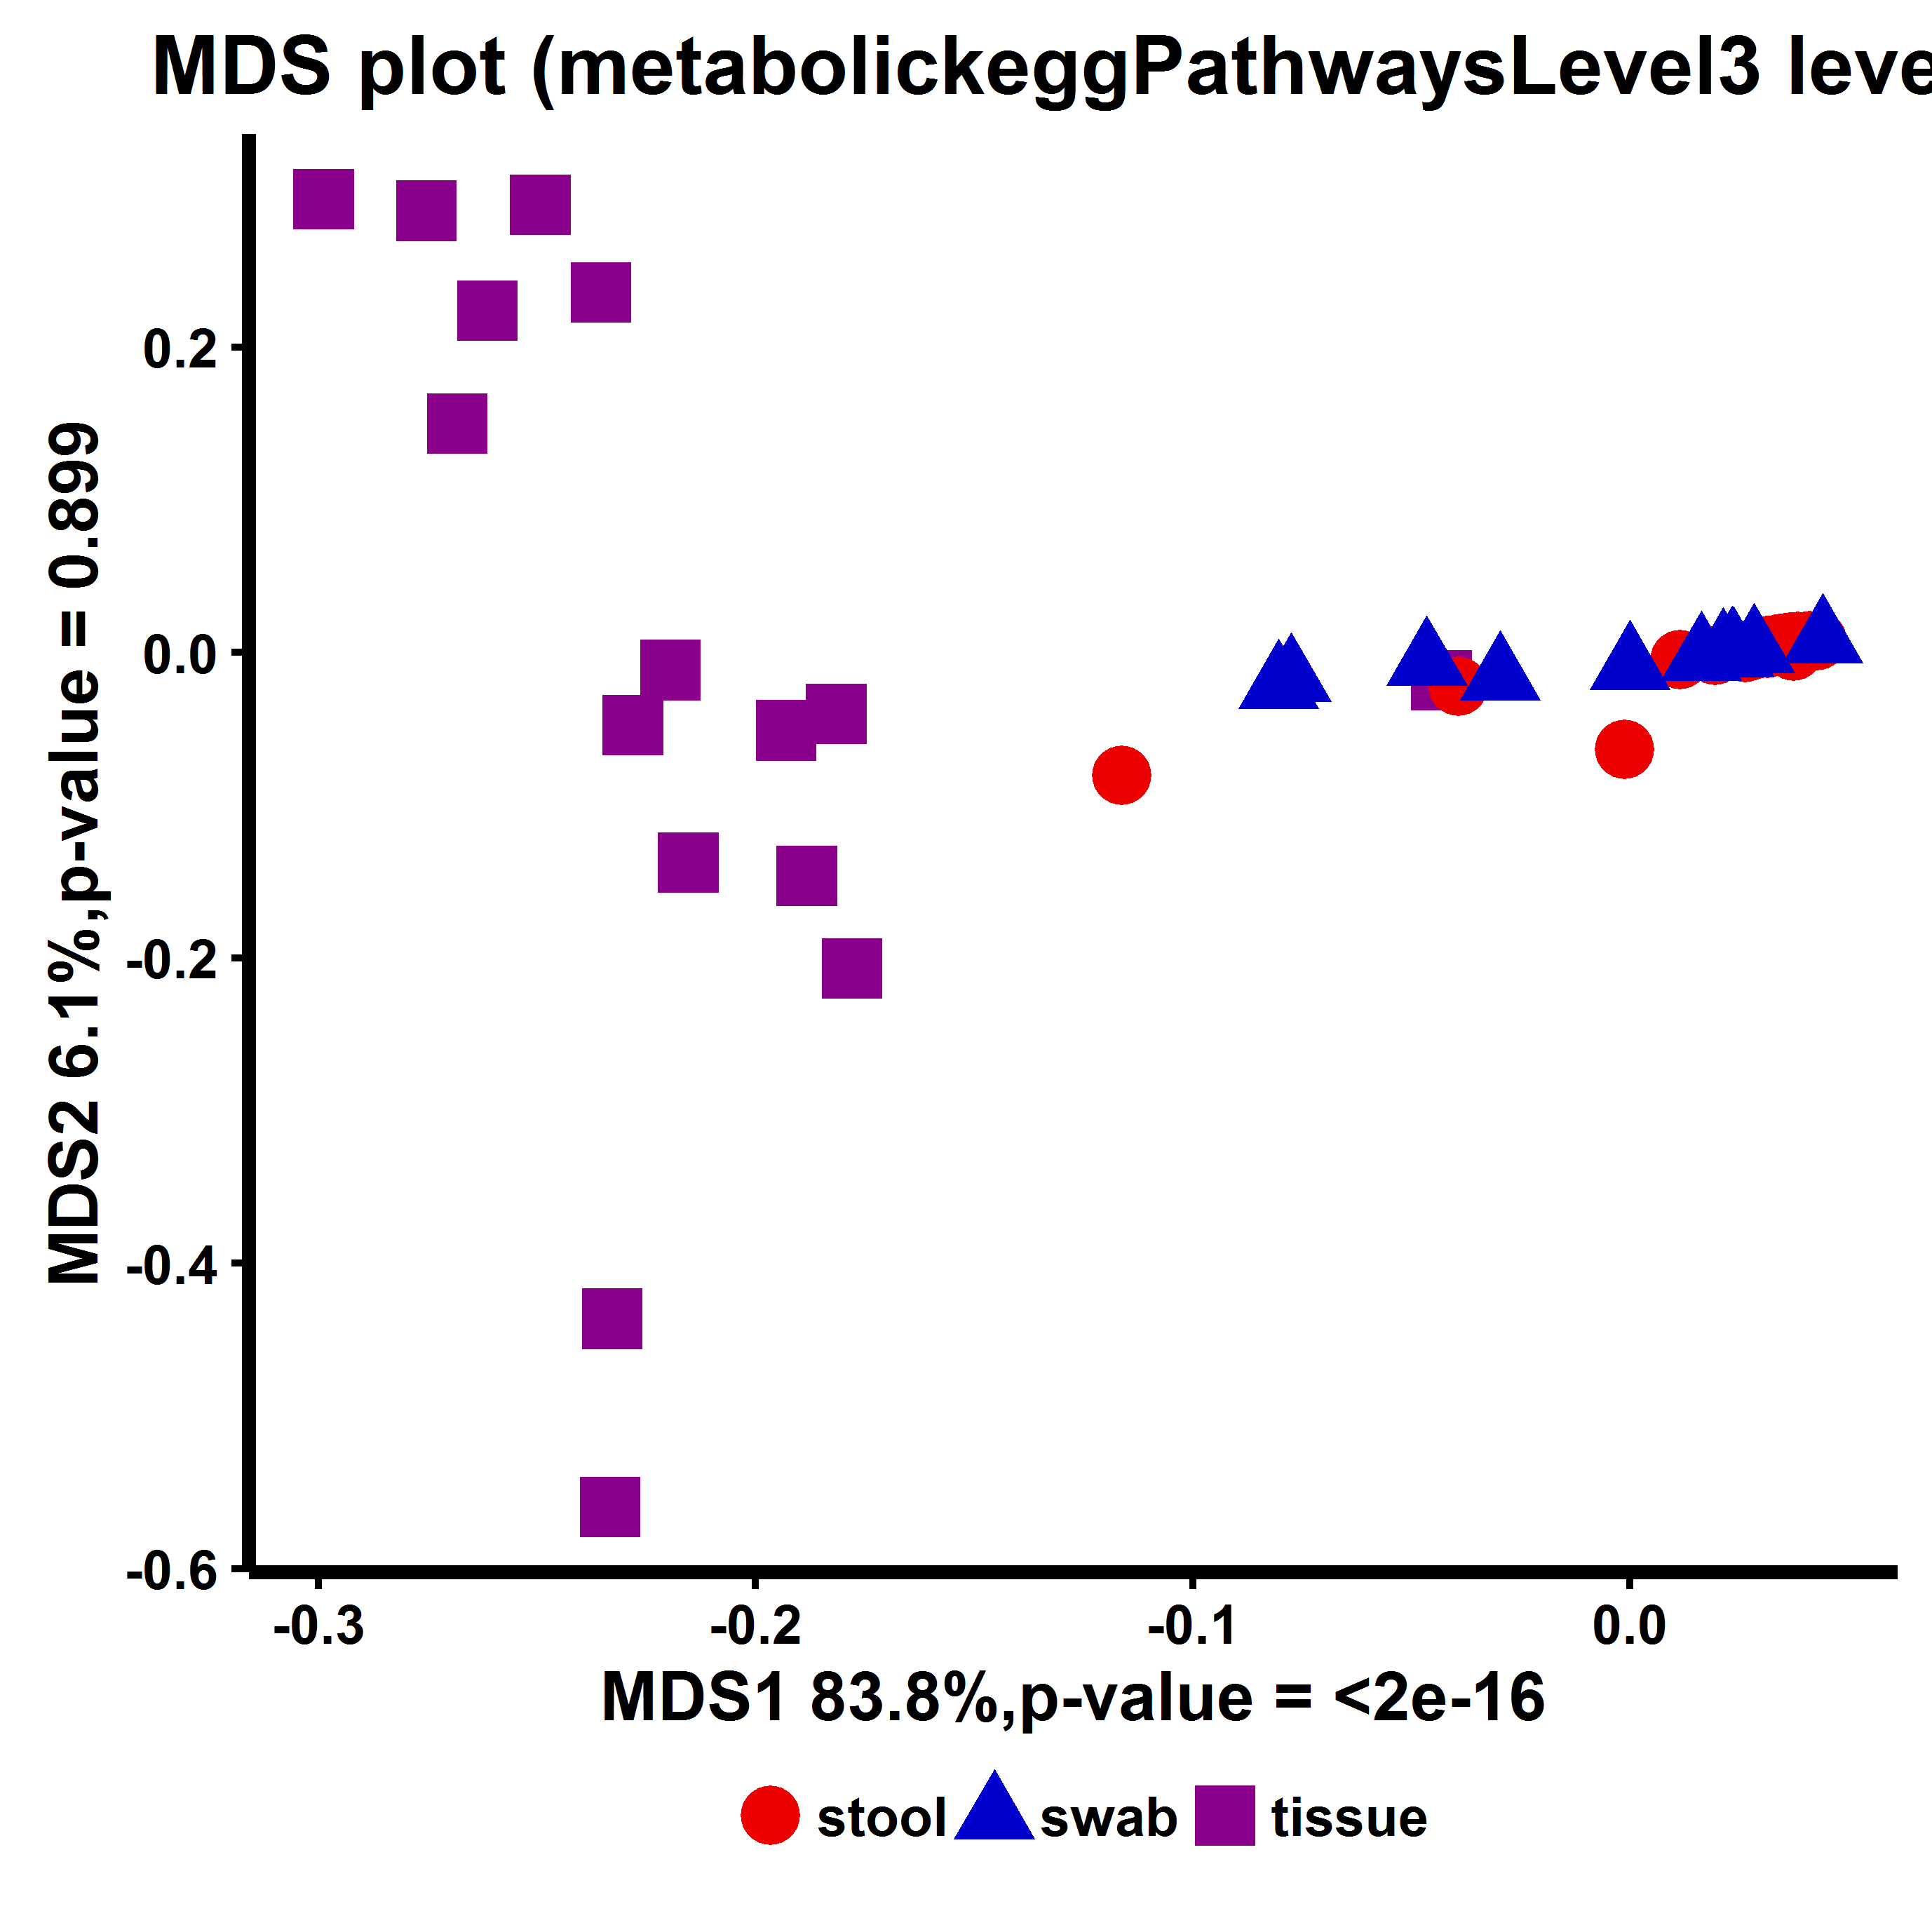 MDS plot (metabolickeggPathwaysLevel3 leve
MDS2 6.1%,p-value = 0.899
0.2
0.0
-0.2
-0.4
-0.6
-0.3 -0.2 -0.1 0.0
MDS1 83.8%,p-value = <2e-16
stool swab tissue